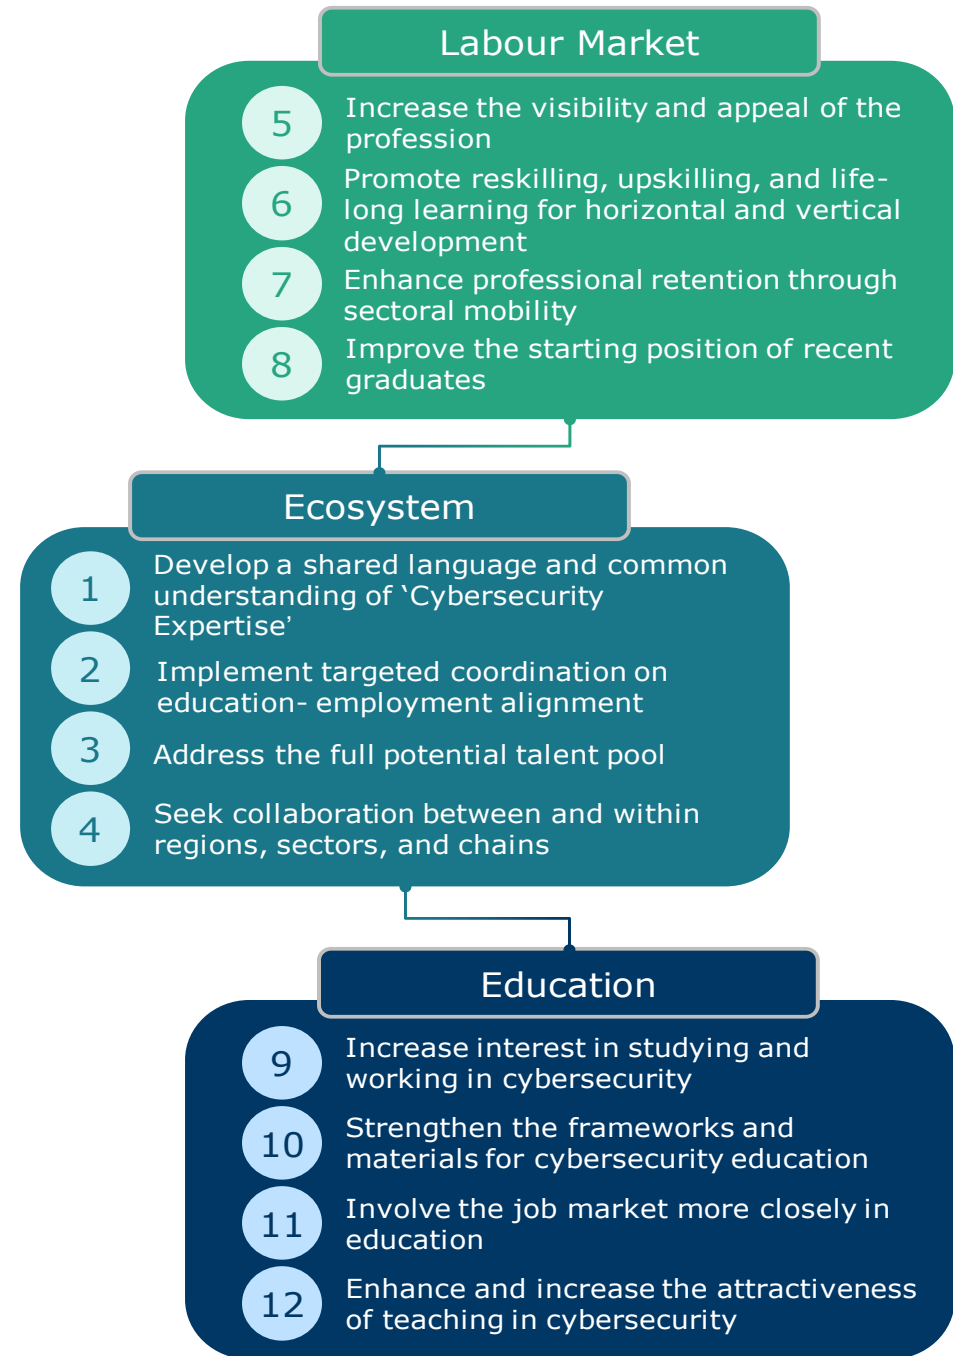 Labour Market
5
Increase the visibility and appeal of the
profession
6
Promote reskilling, upskilling, and life-
long learning for horizontal and vertical
development
7
Enhance professional retention through
sectoral mobility
8
Improve the starting position of recent
graduates
Ecosystem
1
Develop a shared language and common
understanding of ‘Cybersecurity
Expertise’
2
Implement targeted coordination on
education- employment alignment
3
Address the full potential talent pool
4
Seek collaboration between and within
regions, sectors, and chains
Education
9
Increase interest in studying and
working in cybersecurity
10
Strengthen the frameworks and
materials for cybersecurity education
11
Involve the job market more closely in
education
12
Enhance and increase the attractiveness
of teaching in cybersecurity